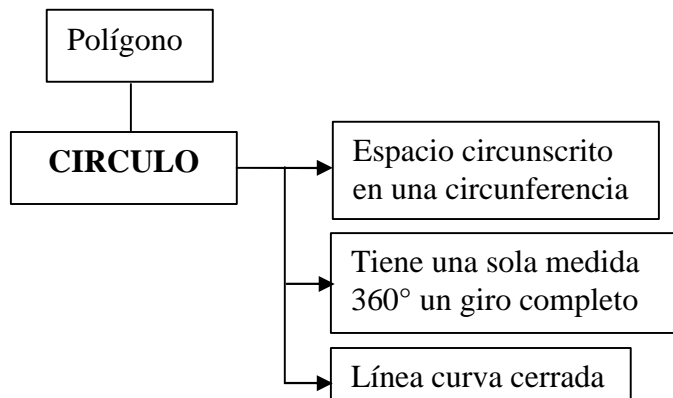 Polígono
CIRCULO
Espacio circunscrito
en una circunferencia
Tiene una sola medida
360° un giro completo
Línea curva cerrada